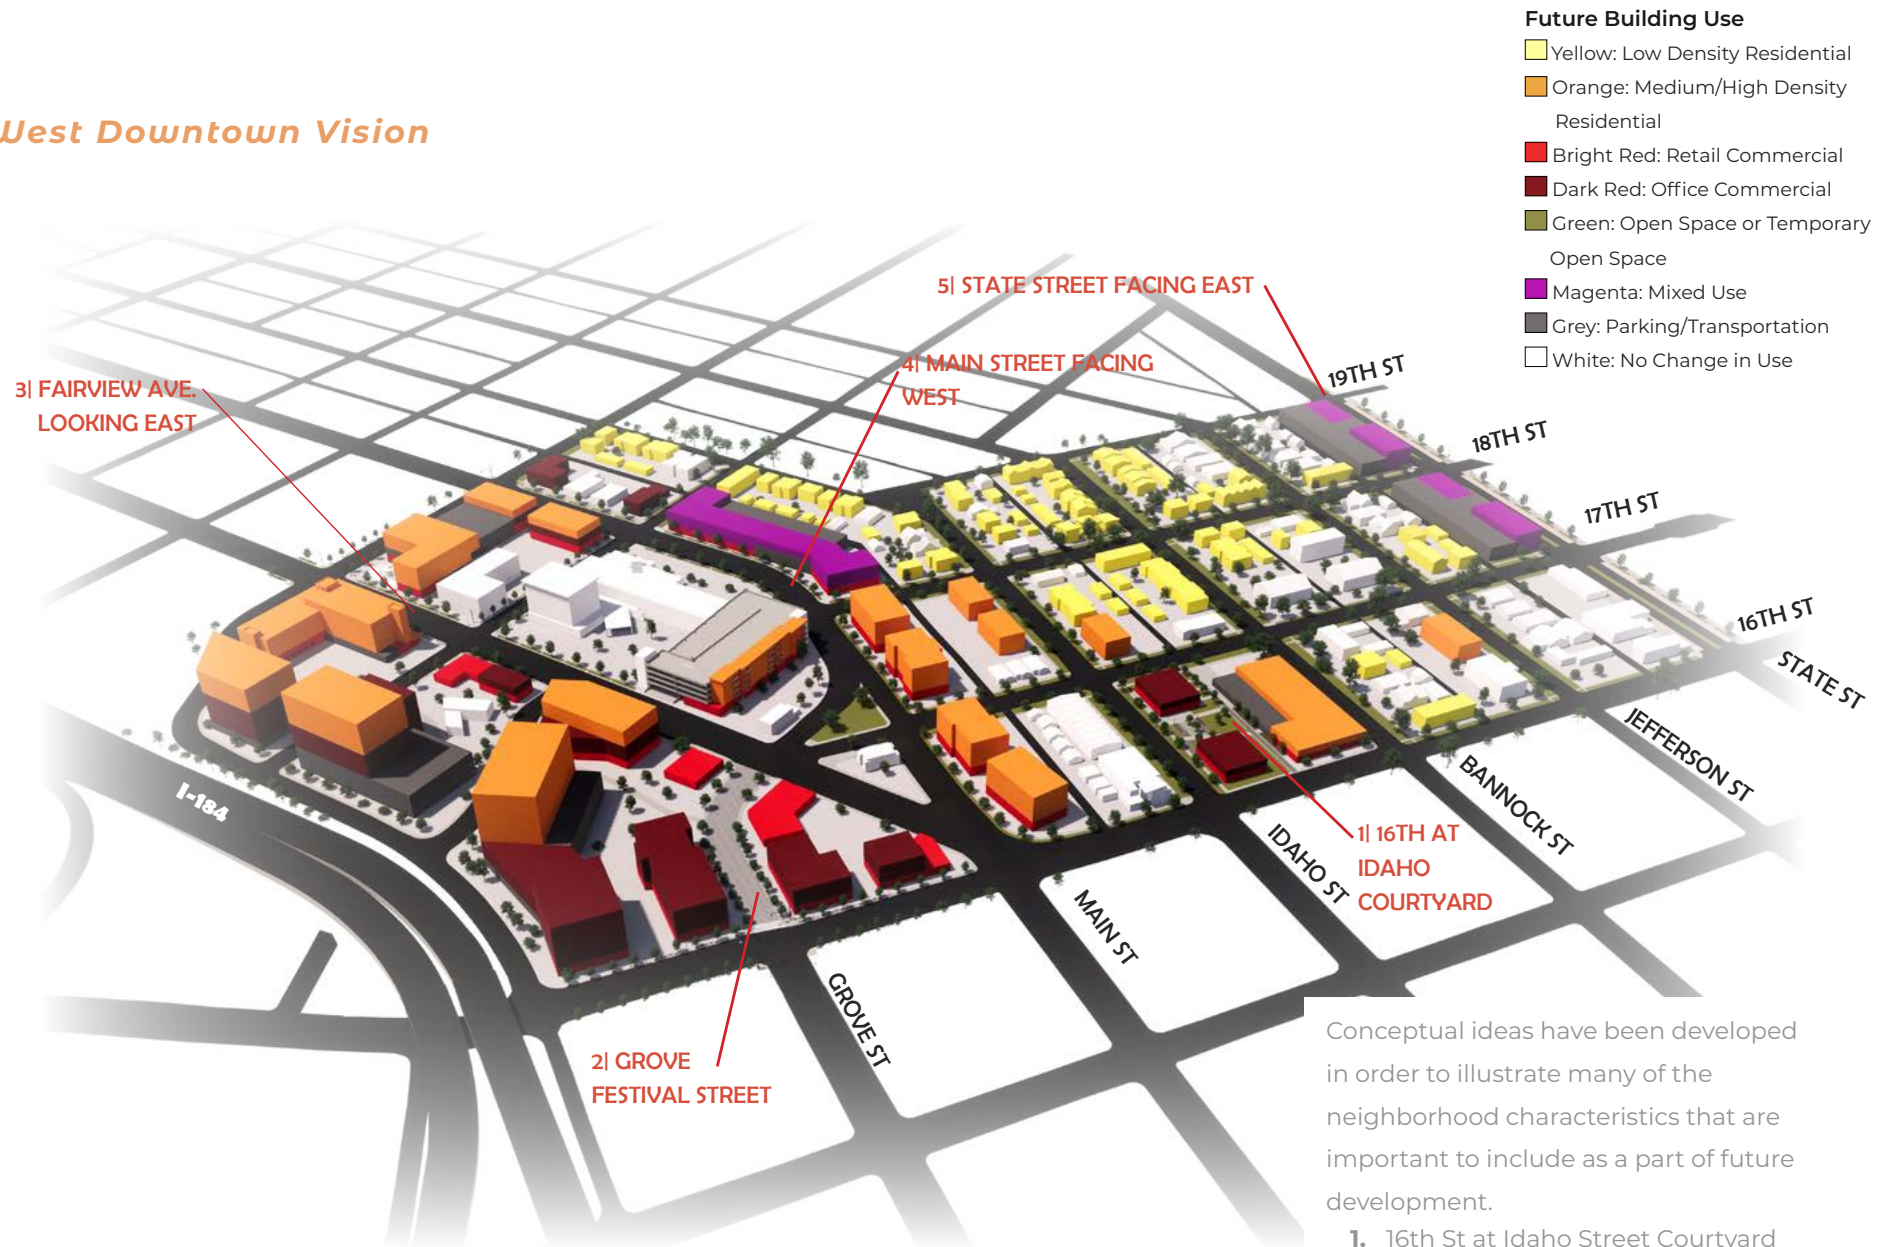 West Downtown Vision
Future Building Use
Yellow: Low Density Residential
Orange: Medium/High Density
Residential
Bright Red: Retail Commercial
Dark Red: Office Commercial
Green: Open Space or Temporary
Open Space
Magenta: Mixed Use
Grey: Parking/Transportation
White: No Change in Use
5| STATE STREET FACING EAST
4| MAIN STREET FACING
WEST
3| FAIRVIEW AVE.
LOOKING EAST
19TH ST
18TH ST
17TH ST
16TH ST
STATE ST
JEFFERSON ST
BANNOCK ST
IDAHO ST
MAIN ST
GROVE ST
I-184
1| 16TH AT
IDAHO
COURTYARD
2| GROVE
FESTIVAL STREET
Conceptual ideas have been developed
in order to illustrate many of the
neighborhood characteristics that are
important to include as a part of future
development.
1. 16th St at Idaho Street Courtyard